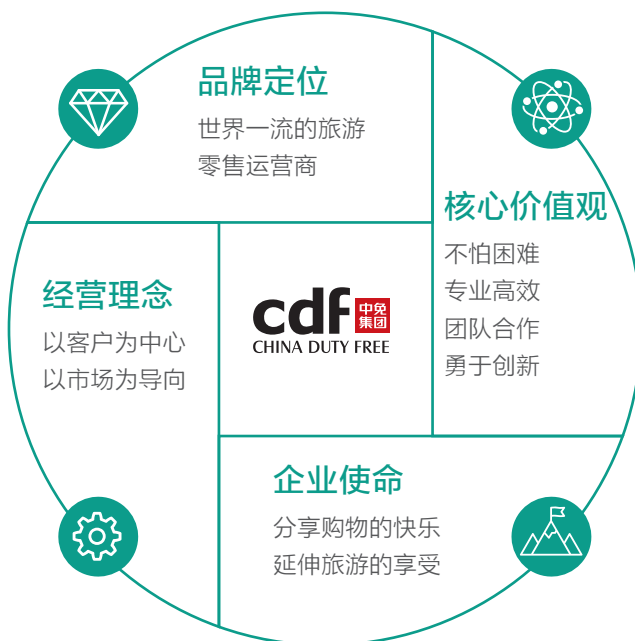 品牌定位
世界一流的旅游
零售运营商
核心价值观
不怕困难
专业高效
团队合作
勇于创新
经营理念
以客户为中心
以市场为导向
cdf 中免
集团
CHINA DUTY FREE
企业使命
分享购物的快乐
延伸旅游的享受